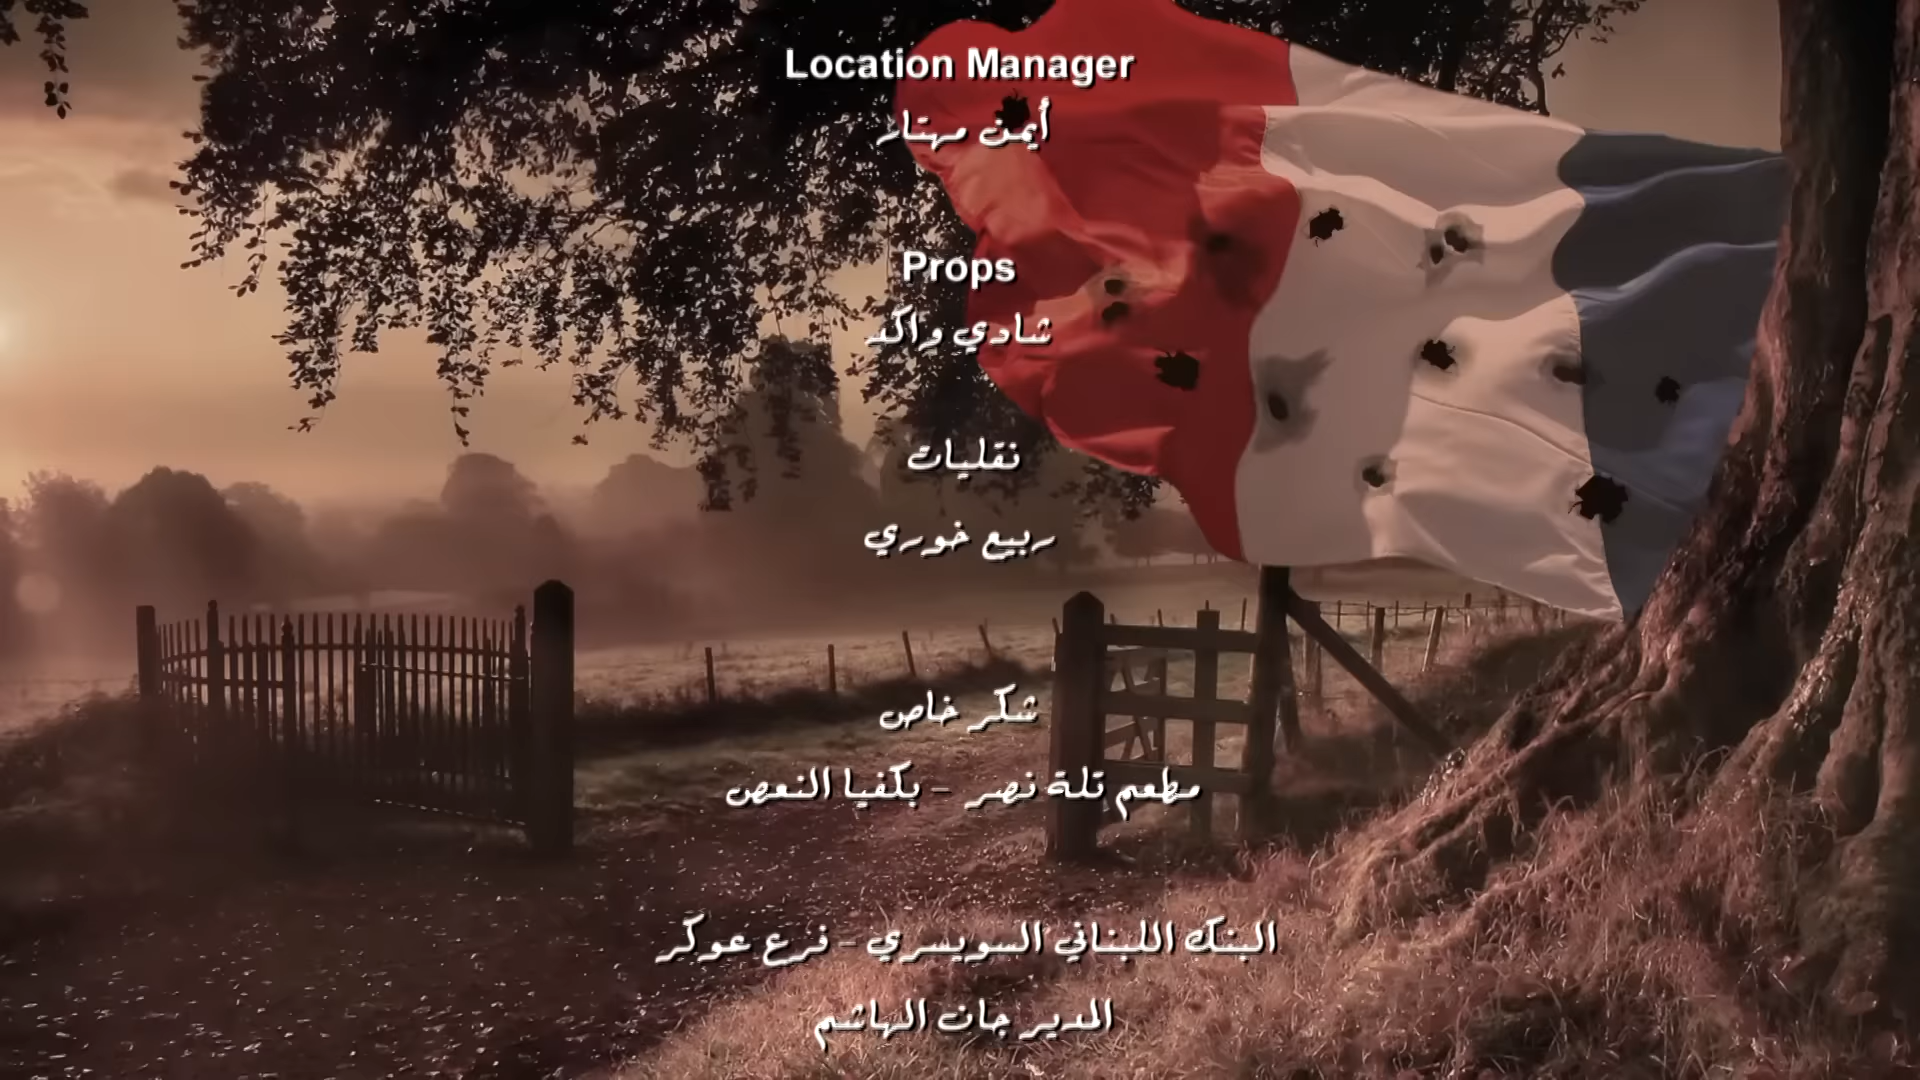 Location Manager
أيمن مهتار
Props
شادي واكد
نقليات
ربيع خوري
شكر خاص
مطعم تلة نصر - بكفيا النعص
البنك اللبناني السويسري - فرع عوكر
المدير جان الهاشم